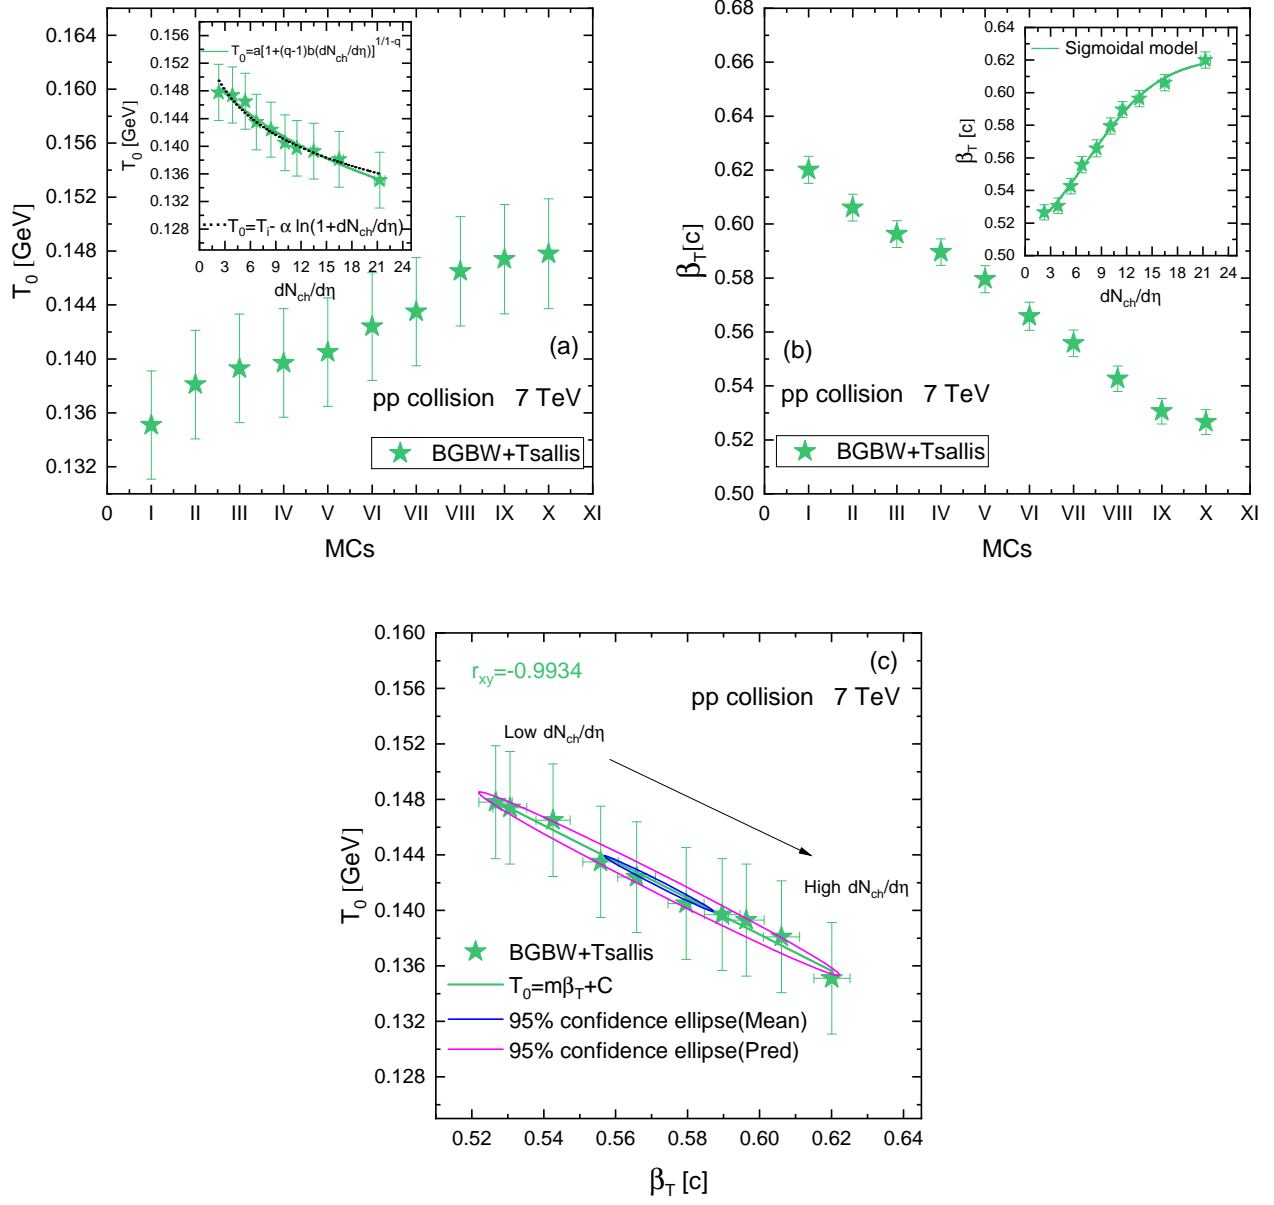 0.164
0.160
0.156
0.152
0.148
0.144
0.140
0.136
0.132
T0 [GeV]
0 I II III IV V VI VII VIII IX X XI
MCs
0.156
0.152
0.148
0.144
0.140
0.136
0.132
0.128
T0 [GeV]
T0=a[1+(q-1)b(dNch/dη)]^1/1-q
T0=Ti- α ln(1+dNch/dη)
0 3 6 9 12 15 18 21 24
dNch/dη
(a)
pp collision 7 TeV
BGBW+Tsallis
0.68
0.66
0.64
0.62
0.60
0.58
0.56
0.54
0.52
0.50
βT [c]
0 I II III IV V VI VII VIII IX X XI
MCs
0.64
0.62
0.60
0.58
0.56
0.54
0.53
0.52
0.50
βT [c]
Sigmoidal model
0 3 6 9 12 15 18 21 24
dNch/dη
(b)
pp collision 7 TeV
BGBW+Tsallis
0.160
0.156
0.152
0.148
0.144
0.140
0.136
0.132
0.128
T0 [GeV]
rxy=-0.9934
(c)
pp collision 7 TeV
Low dNch/dη
High dNch/dη
BGBW+Tsallis
T0=mβT+C
95% confidence ellipse(Mean)
95% confidence ellipse(Pred)
0.52 0.54 0.56 0.58 0.60 0.62 0.64
βT [c]